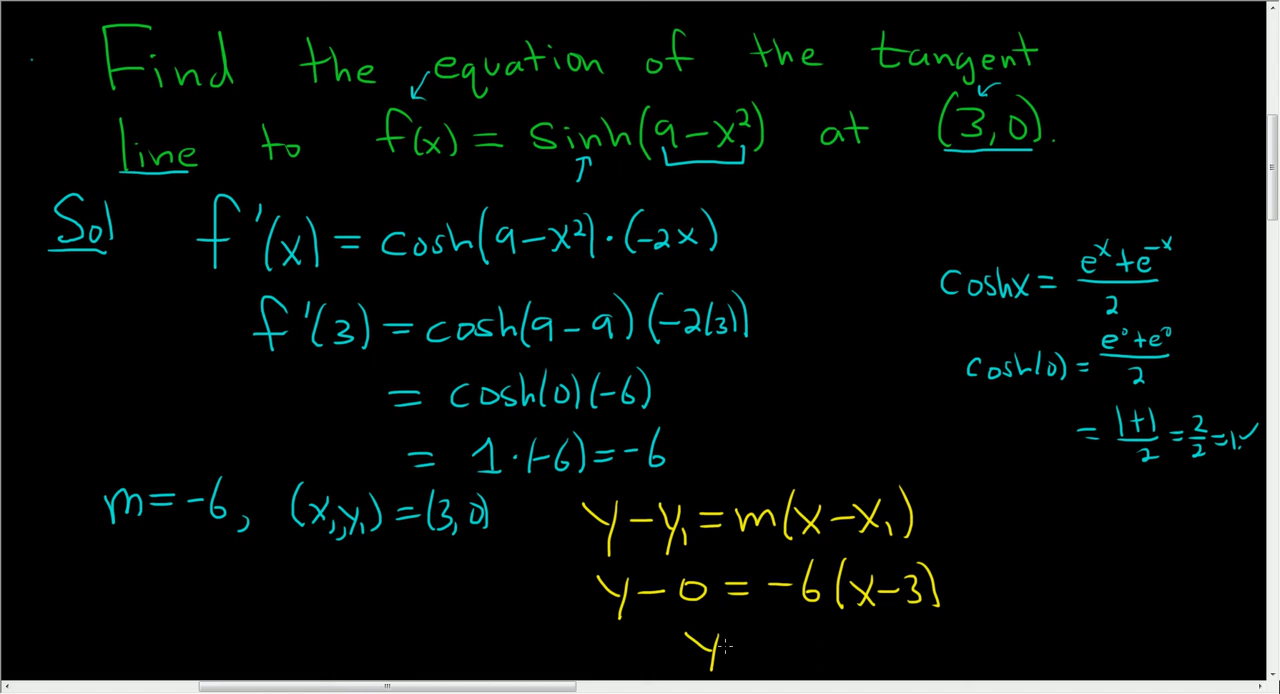 Find the equation of the tangent
line to f(x) = sinh(9-x²) at (3,0).
Sol f'(x) = cosh(9-x²)·(-2x)
f'(3) = cosh(9-9)(-2(3))
= cosh(0)(-6)
= 1·(-6)=-6
m=-6, (x₁,y₁)=(3,0)
coshx = (e^x+e^-x)/2
cosh(0) = (e⁰+e⁰)/2
= (1+1)/2 = 2/2 = 1.✓
y-y₁=m(x-x₁)
y-0=-6(x-3)
y